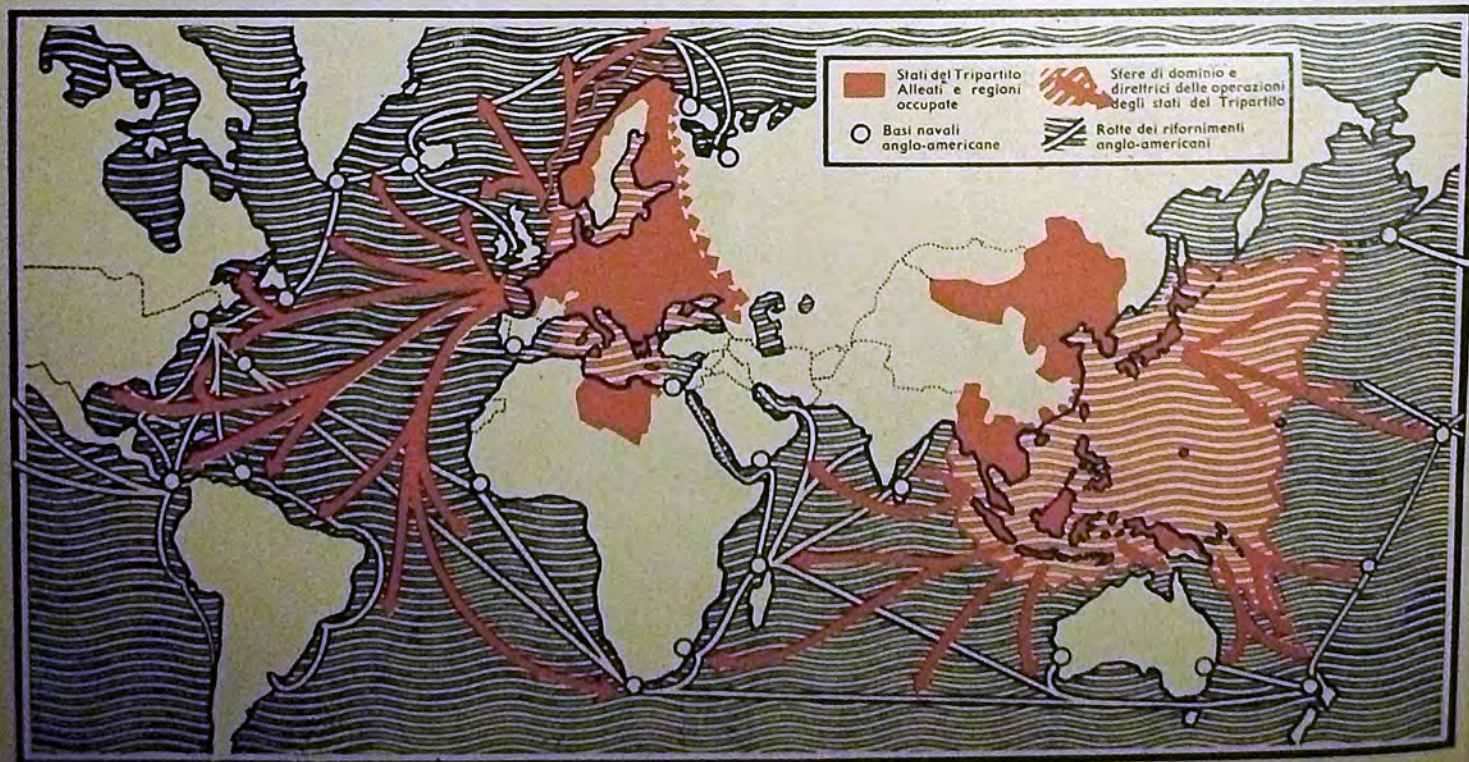 Stati del Tripartito
Alleati e regioni
occupate
Sfere di dominio e
direttrici delle operazioni
degli stati del Tripartito
Basi navali
anglo-americane
Rotte dei rifornimenti
anglo-americani